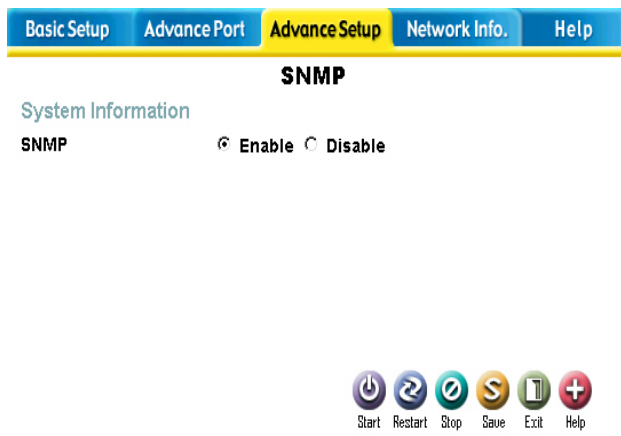 Basic Setup Advance Port Advance Setup Network Info. Help
SNMP
System Information
SNMP Enable Disable
Start Restart Stop Save Exit Help